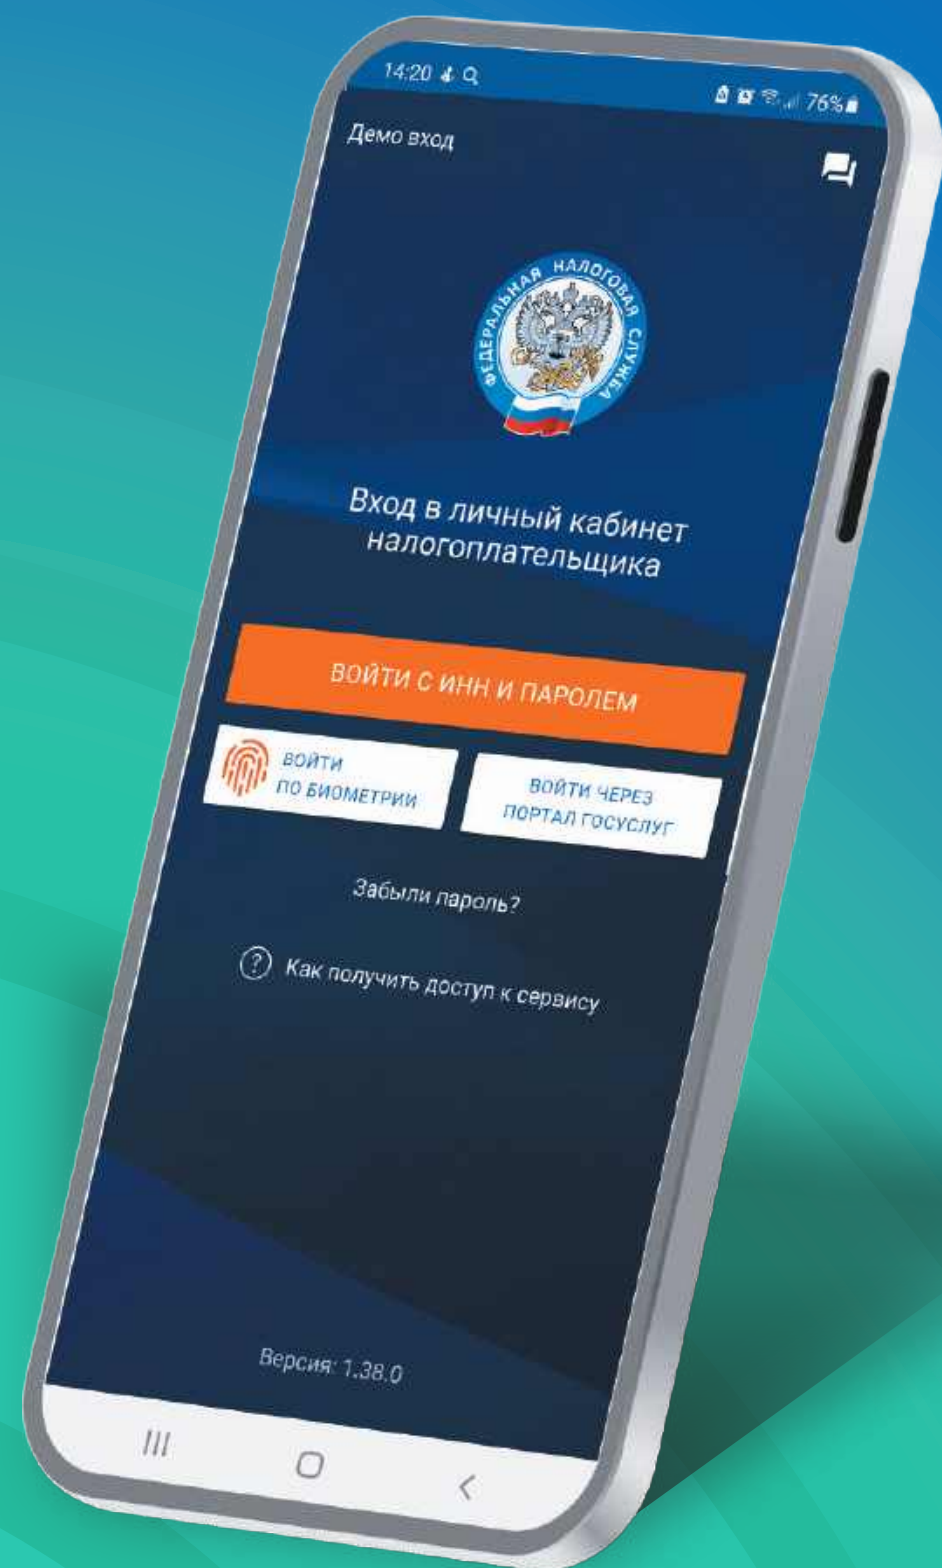 14:20
76%
Демо вход
ФЕДЕРАЛЬНАЯ НАЛОГОВАЯ СЛУЖБА
Вход в личный кабинет
налогоплательщика
ВОЙТИ С ИНН И ПАРОЛЕМ
ВОЙТИ
ПО БИОМЕТРИИ
ВОЙТИ ЧЕРЕЗ
ПОРТАЛ ГОСУСЛУГ
Забыли пароль?
? Как получить доступ к сервису
Версия: 1.38.0